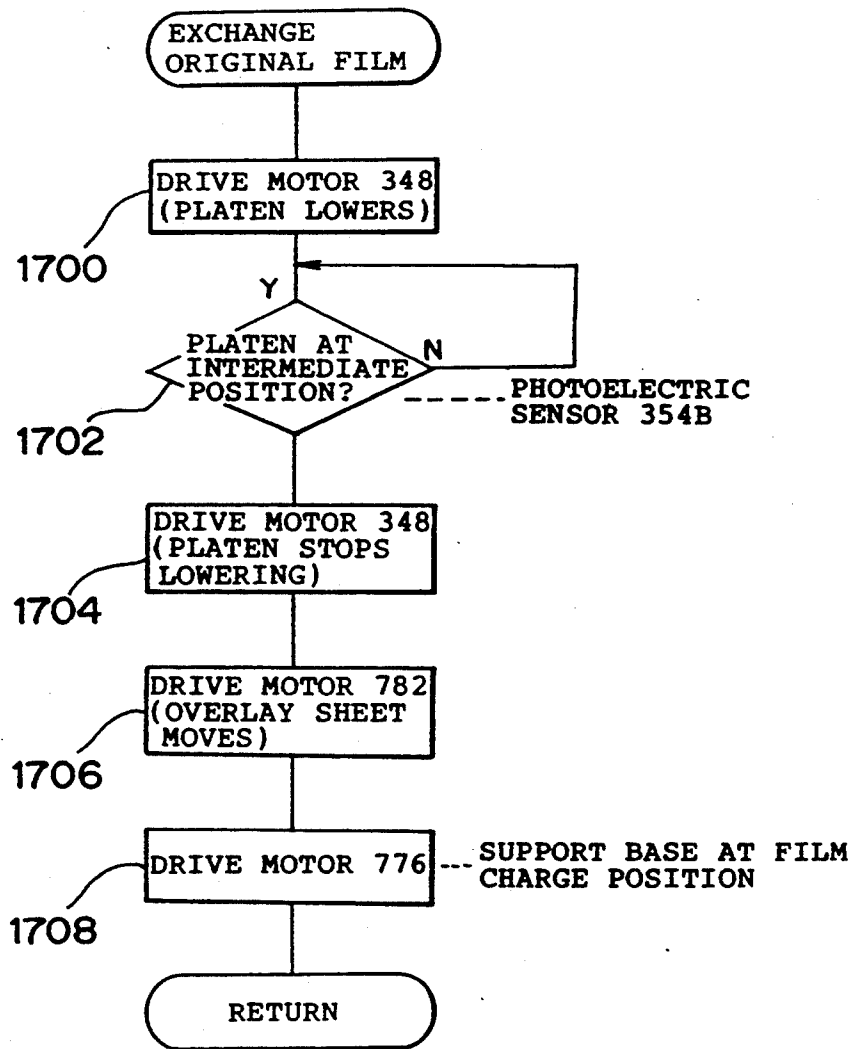 EXCHANGE
ORIGINAL FILM
DRIVE MOTOR 348
(PLATEN LOWERS)
1700
Y
PLATEN AT
INTERMEDIATE
POSITION?
N
PHOTOELECTRIC
SENSOR 354B
1702
DRIVE MOTOR 348
(PLATEN STOPS
LOWERING)
1704
DRIVE MOTOR 782
(OVERLAY SHEET
MOVES)
1706
DRIVE MOTOR 776
SUPPORT BASE AT FILM
CHARGE POSITION
1708
RETURN